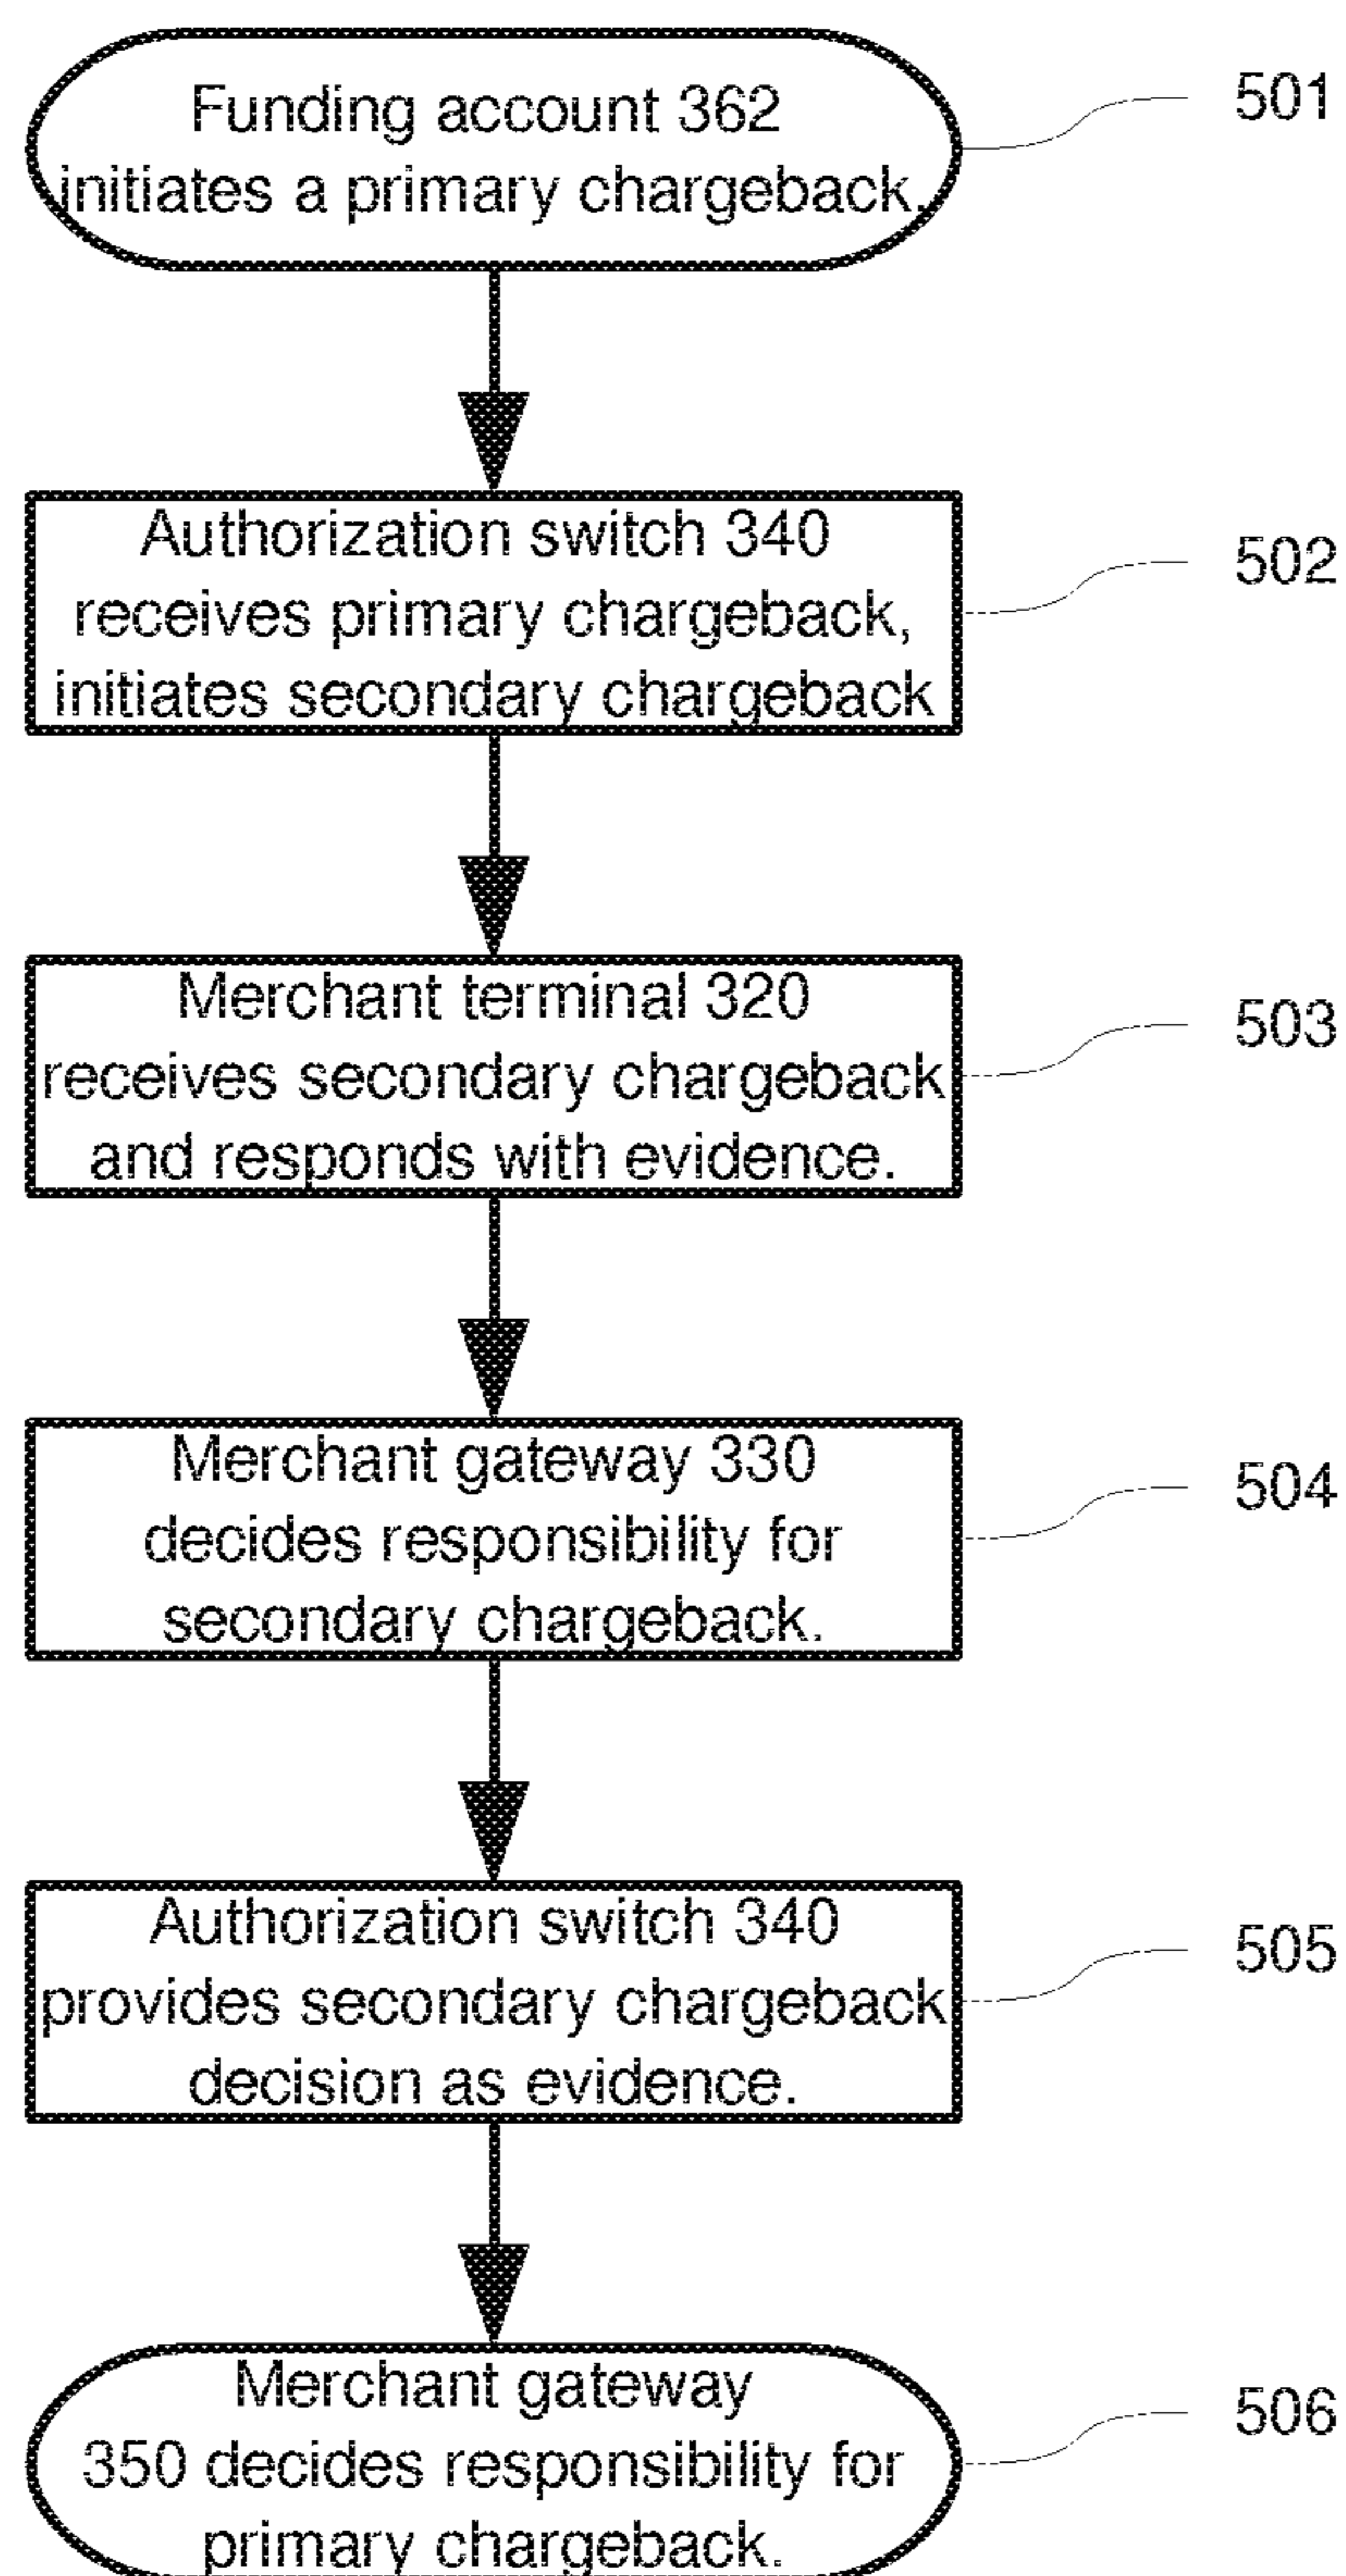 Funding account 362
initiates a primary chargeback.
501
Authorization switch 340
receives primary chargeback,
initiates secondary chargeback
502
Merchant terminal 320
receives secondary chargeback
and responds with evidence.
503
Merchant gateway 330
decides responsibility for
secondary chargeback.
504
Authorization switch 340
provides secondary chargeback
decision as evidence.
505
Merchant gateway
350 decides responsibility for
primary chargeback.
506